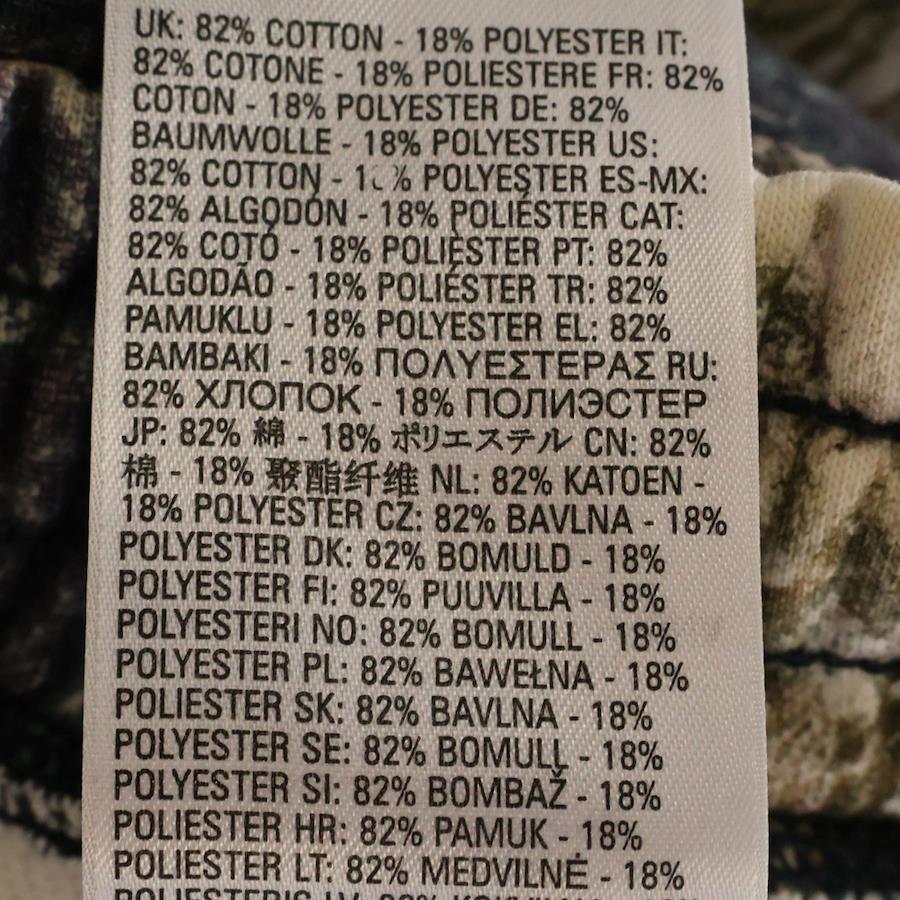 UK: 82% COTTON - 18% POLYESTER IT:
82% COTONE - 18% POLIESTERE FR: 82%
COTON - 18% POLYESTER DE: 82%
BAUMWOLLE - 18% POLYESTER US:
82% COTTON - POLYESTER ES-MX:
82% ALGODÓN - 18% POLIÉSTER CAT:
82% COTÓ - 18% POLIÈSTER PT: 82%
ALGODÃO - 18% POLIÉSTER TR: 82%
PAMUKLU - 18% POLYESTER EL: 82%
BAMBAKI - 18% ΠΟΛΥΕΣΤΕΡΑΣ RU:
82% ХЛОПОК - 18% ПОЛИЭСТЕР
JP: 82% 綿 - 18% ポリエステル CN: 82%
棉 - 18% 聚酯纤维 NL: 82% KATOEN -
18% POLYESTER CZ: 82% BAVLNA - 18%
POLYESTER DK: 82% BOMULD - 18%
POLYESTER FI: 82% PUUVILLA - 18%
POLYESTERI NO: 82% BOMULL - 18%
POLYESTER PL: 82% BAWEŁNA - 18%
POLIESTER SK: 82% BAVLNA - 18%
POLYESTER SE: 82% BOMULL - 18%
POLYESTER SI: 82% BOMBAŽ - 18%
POLIESTER HR: 82% PAMUK - 18%
POLIESTER LT: 82% MEDVILNĖ - 18%